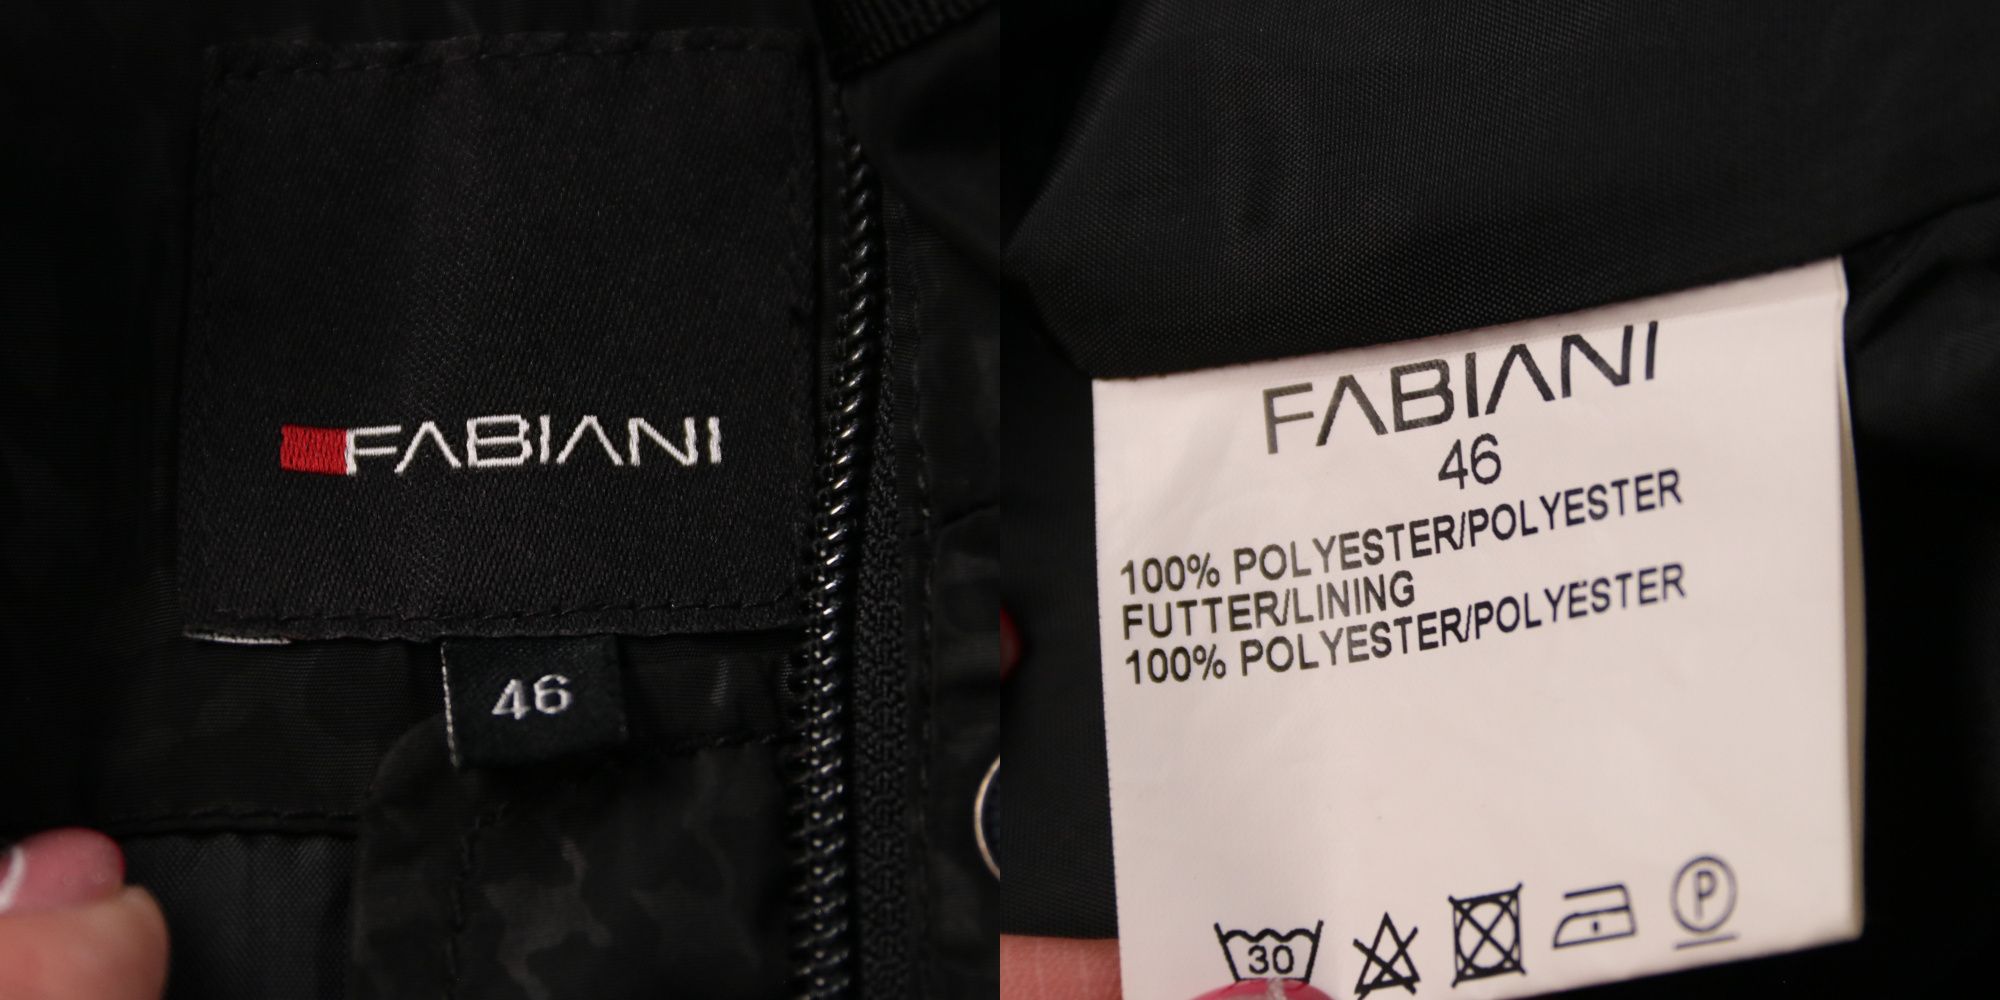 FABIANI
46
FABIANI
46
100% POLYESTER/POLYESTER
FUTTER/LINING
100% POLYESTER/POLYESTER
30
P